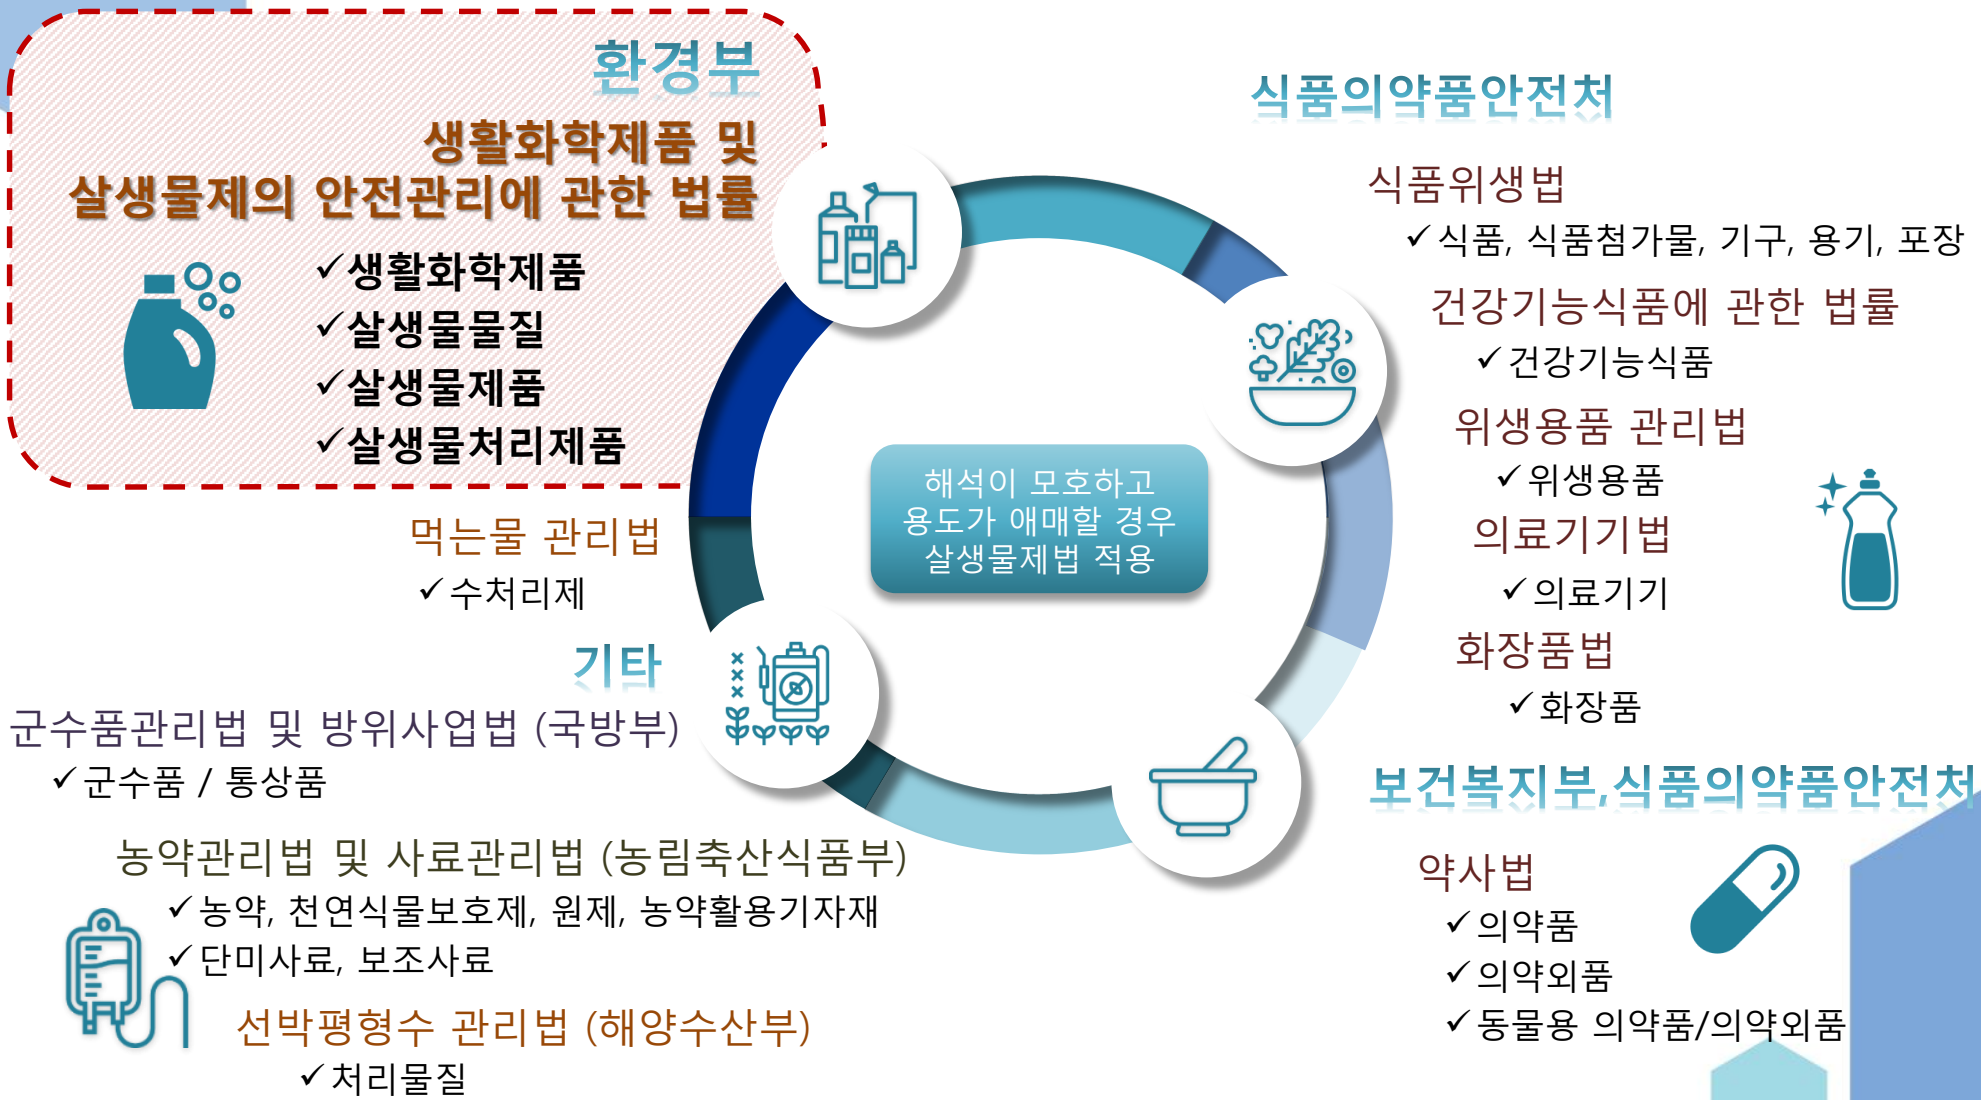 환경부
생활화학제품 및
살생물제의 안전관리에 관한 법률
✓생활화학제품
✓살생물물질
✓살생물제품
✓살생물처리제품
먹는물 관리법
✓수처리제
기타
군수품관리법 및 방위사업법 (국방부)
✓군수품 / 통상품
농약관리법 및 사료관리법 (농림축산식품부)
✓농약, 천연식물보호제, 원제, 농약활용기자재
✓단미사료, 보조사료
선박평형수 관리법 (해양수산부)
✓처리물질
해석이 모호하고
용도가 애매할 경우
살생물제법 적용
식품의약품안전처
식품위생법
✓식품, 식품첨가물, 기구, 용기, 포장
건강기능식품에 관한 법률
✓건강기능식품
위생용품 관리법
✓위생용품
의료기기법
✓의료기기
화장품법
✓화장품
보건복지부,식품의약품안전처
약사법
✓의약품
✓의약외품
✓동물용 의약품/의약외품